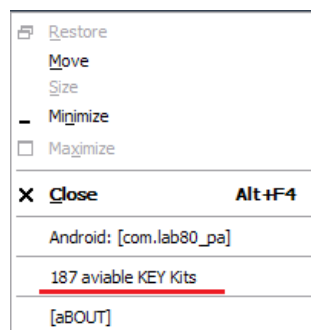 Restore
Move
Size
Minimize
Maximize
Close Alt+F4
Android: [com.lab80_pa]
187 aviable KEY Kits
[aBOUT]